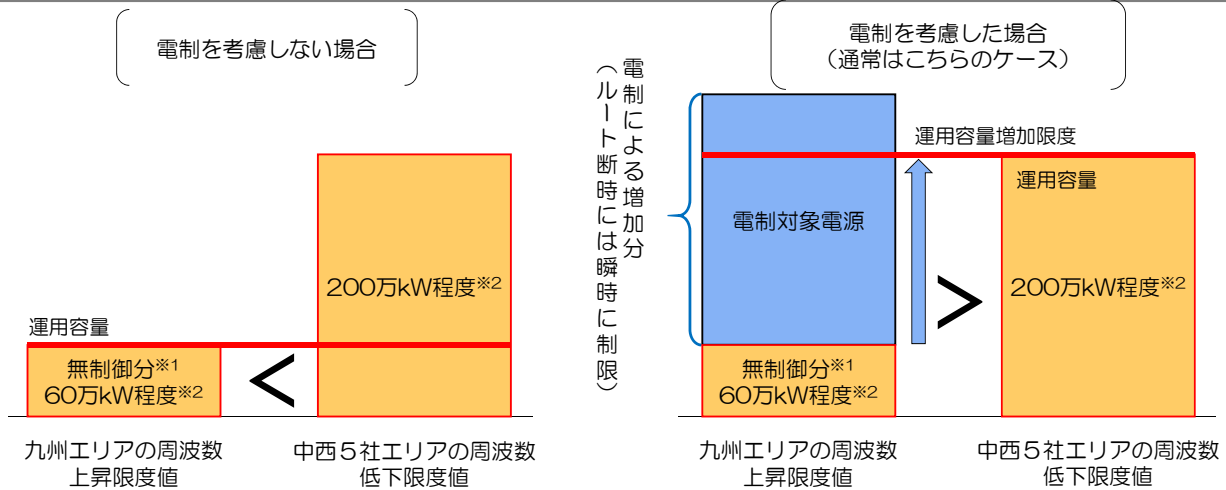 電制を考慮しない場合
運用容量
200万kW程度※2
無制御分※1
60万kW程度※2
<
九州エリアの周波数
上昇限度値
中西5社エリアの周波数
低下限度値
電制による増加分
(ルート断時には瞬時に制限)
電制を考慮した場合
(通常はこちらのケース)
運用容量増加限度
運用容量
電制対象電源
200万kW程度※2
>
無制御分※1
60万kW程度※2
九州エリアの周波数
上昇限度値
中西5社エリアの周波数
低下限度値